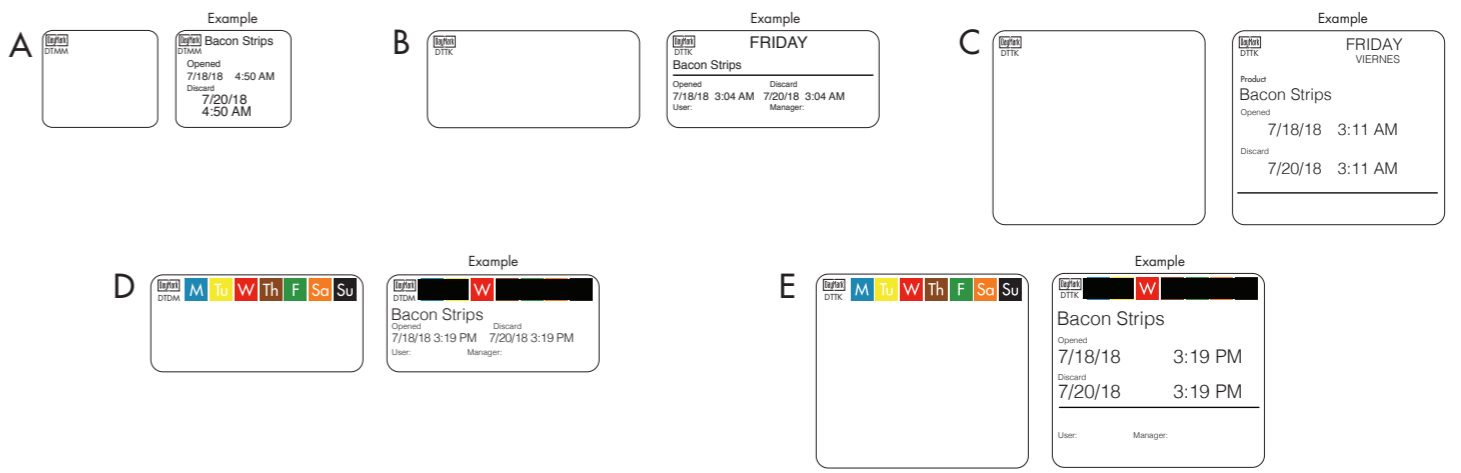 A
DayMark
DTMM
Example
DayMark Bacon Strips
DTMM
Opened
7/18/18 4:50 AM
Discard
7/20/18
4:50 AM
B
DayMark
DTTK
Example
DayMark FRIDAY
DTTK
Bacon Strips
Opened Discard
7/18/18 3:04 AM 7/20/18 3:04 AM
User: Manager:
C
DayMark
DTTK
Example
DayMark FRIDAY
DTTK VIERNES
Product
Bacon Strips
Opened
7/18/18 3:11 AM
Discard
7/20/18 3:11 AM
D
DayMark M Tu W Th F Sa Su
DTDM
Example
DayMark W
DTDM
Bacon Strips
Opened Discard
7/18/18 3:19 PM 7/20/18 3:19 PM
User: Manager:
E
DayMark M Tu W Th F Sa Su
DTTK
Example
DayMark W
DTTK
Bacon Strips
Opened
7/18/18 3:19 PM
Discard
7/20/18 3:19 PM
User: Manager: